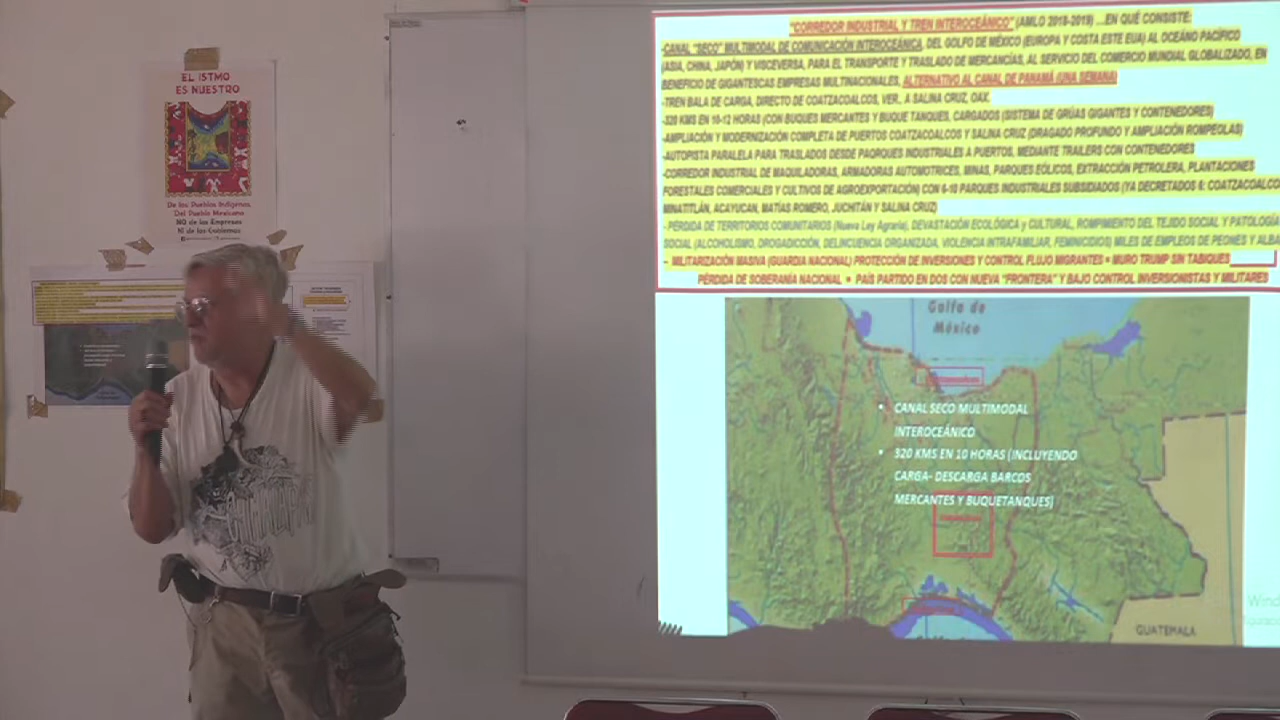 EL ISTMO
ES NUESTRO
De los Pueblos Indígenas
Del Pueblo Mexicano
NO de las Empresas
Ni de los Gobiernos
"CORREDOR INDUSTRIAL Y TREN INTEROCEÁNICO" (AMLO 2018-2019) ...EN QUÉ CONSISTE:
-CANAL "SECO" MULTIMODAL DE COMUNICACIÓN INTEROCEÁNICA, DEL GOLFO DE MÉXICO (EUROPA Y COSTA ESTE EUA) AL OCEÁNO PACÍFICO
(ASIA, CHINA, JAPÓN) Y VISCEVERSA, PARA EL TRANSPORTE Y TRASLADO DE MERCANCÍAS, AL SERVICIO DEL COMERCIO MUNDIAL GLOBALIZADO, EN
BENEFICIO DE GIGANTESCAS EMPRESAS MULTINACIONALES, ALTERNATIVO AL CANAL DE PANAMÁ (UNA SEMANA)
-TREN BALA DE CARGA, DIRECTO DE COATZACOALCOS, VER., A SALINA CRUZ, OAX.
-320 KMS EN 10-12 HORAS (CON BUQUES MERCANTES Y BUQUE TANQUES, CARGADOS (SISTEMA DE GRÚAS GIGANTES Y CONTENEDORES)
-AMPLIACIÓN Y MODERNIZACIÓN COMPLETA DE PUERTOS COATZACOALCOS Y SALINA CRUZ (DRAGADO PROFUNDO Y AMPLIACIÓN ROMPEOLAS)
-AUTOPISTA PARALELA PARA TRASLADOS DESDE PAQRQUES INDUSTRIALES A PUERTOS, MEDIANTE TRAILERS CON CONTENEDORES
-CORREDOR INDUSTRIAL DE MAQUILADORAS, ARMADORAS AUTOMOTRICES, MINAS, PARQUES EÓLICOS, EXTRACCIÓN PETROLERA, PLANTACIONES
FORESTALES COMERCIALES Y CULTIVOS DE AGROEXPORTACIÓN) CON 6-10 PARQUES INDUSTRIALES SUBSIDIADOS (YA DECRETADOS 6: COATZACOALCO
MINATITLÁN, ACAYUCAN, MATÍAS ROMERO, JUCHITÁN Y SALINA CRUZ)
- PÉRDIDA DE TERRITORIOS COMUNITARIOS (Nueva Ley Agraria), DEVASTACIÓN ECOLÓGICA y CULTURAL, ROMPIMIENTO DEL TEJIDO SOCIAL Y PATOLOGÍA
SOCIAL (ALCOHOLISMO, DROGADICCIÓN, DELINCUENCIA ORGANIZADA, VIOLENCIA INTRAFAMILIAR, FEMINICIDIOS) MILES DE EMPLEOS DE PEONES Y ALBA
- MILITARIZACIÓN MASIVA (GUARDIA NACIONAL) PROTECCIÓN DE INVERSIONES Y CONTROL FLUJO MIGRANTES = MURO TRUMP SIN TABIQUES
PÉRDIDA DE SOBERANÍA NACIONAL = PAÍS PARTIDO EN DOS CON NUEVA "FRONTERA" Y BAJO CONTROL INVERSIONISTAS Y MILITARES
Golfo de
México
• CANAL SECO MULTIMODAL
INTEROCEÁNICO
• 320 KMS EN 10 HORAS (INCLUYENDO
CARGA- DESCARGA BARCOS
MERCANTES Y BUQUETANQUES)
GUATEMALA
Wind